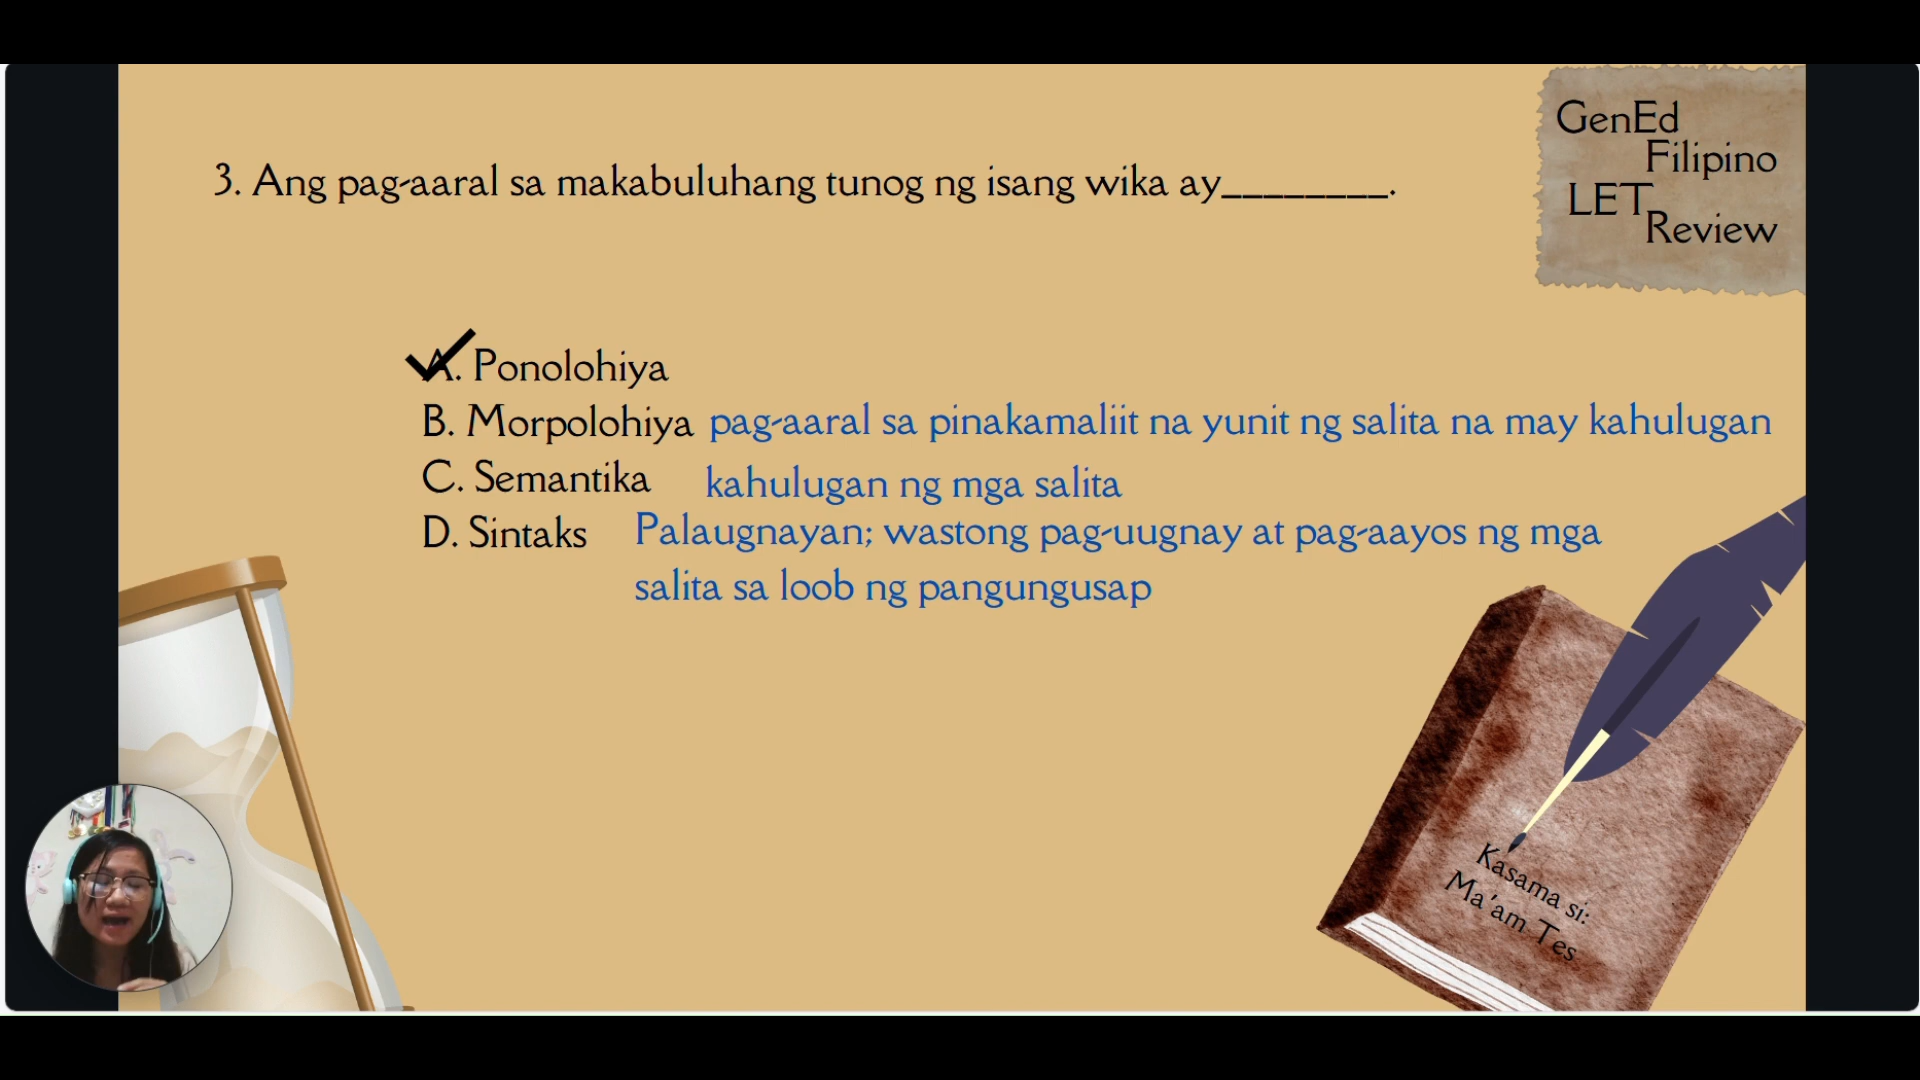 GenEd
Filipino
LET
Review
3. Ang pag-aaral sa makabuluhang tunog ng isang wika ay________.
A. Ponolohiya
B. Morpolohiya pag-aaral sa pinakamaliit na yunit ng salita na may kahulugan
C. Semantika kahulugan ng mga salita
D. Sintaks Palaugnayan; wastong pag-uugnay at pag-aayos ng mga
salita sa loob ng pangungusap
Kasama si:
Ma'am Tes